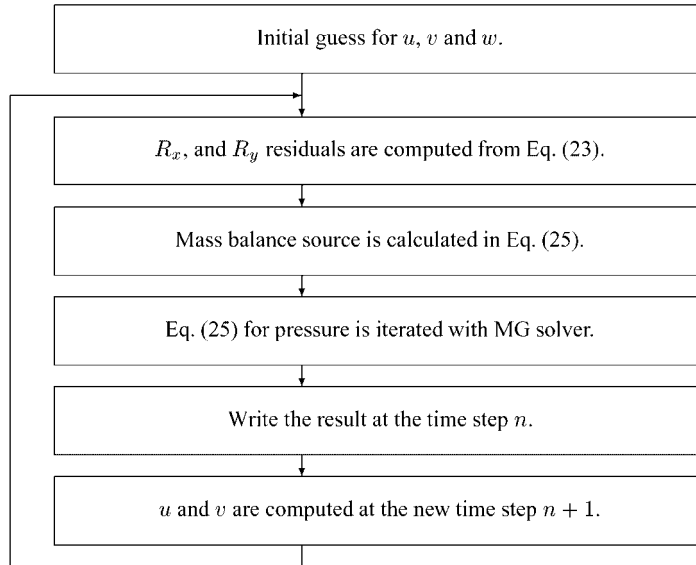 Initial guess for u, v and w.
Rx, and Ry residuals are computed from Eq. (23).
Mass balance source is calculated in Eq. (25).
Eq. (25) for pressure is iterated with MG solver.
Write the result at the time step n.
u and v are computed at the new time step n + 1.